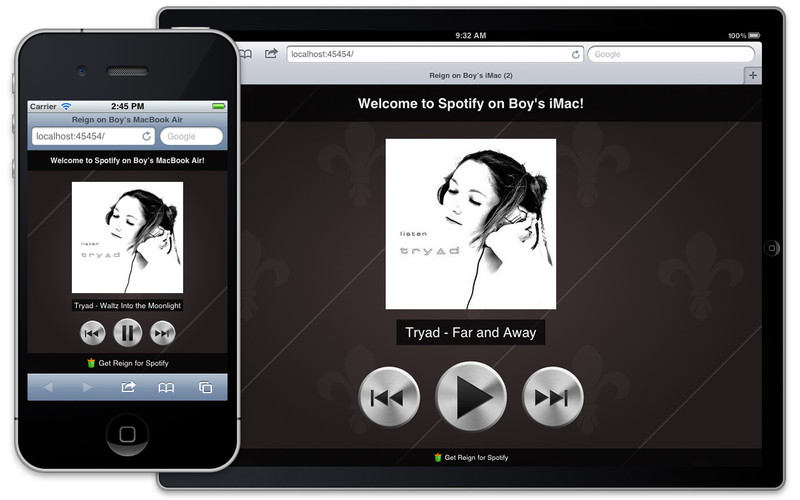 Carrier
2:45 PM
Reign on Boy's MacBook Air
localhost:45454/
Google
Welcome to Spotify on Boy's MacBook Air!
listen
tryad
Tryad - Waltz Into the Moonlight
Get Reign for Spotify
9:32 AM
100%
localhost:45454/
Google
Reign on Boy's iMac (2)
Welcome to Spotify on Boy's iMac!
listen
tryad
Tryad - Far and Away
Get Reign for Spotify